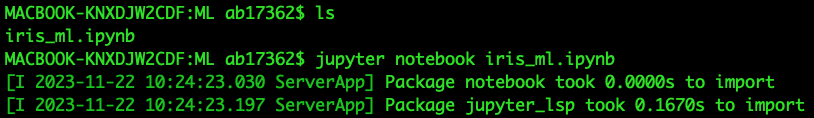 MACBOOK-KNXDJW2CDF:ML ab17362$ ls
iris_ml.ipynb
MACBOOK-KNXDJW2CDF:ML ab17362$ jupyter notebook iris_ml.ipynb
[I 2023-11-22 10:24:23.030 ServerApp] Package notebook took 0.0000s to import
[I 2023-11-22 10:24:23.197 ServerApp] Package jupyter_lsp took 0.1670s to import